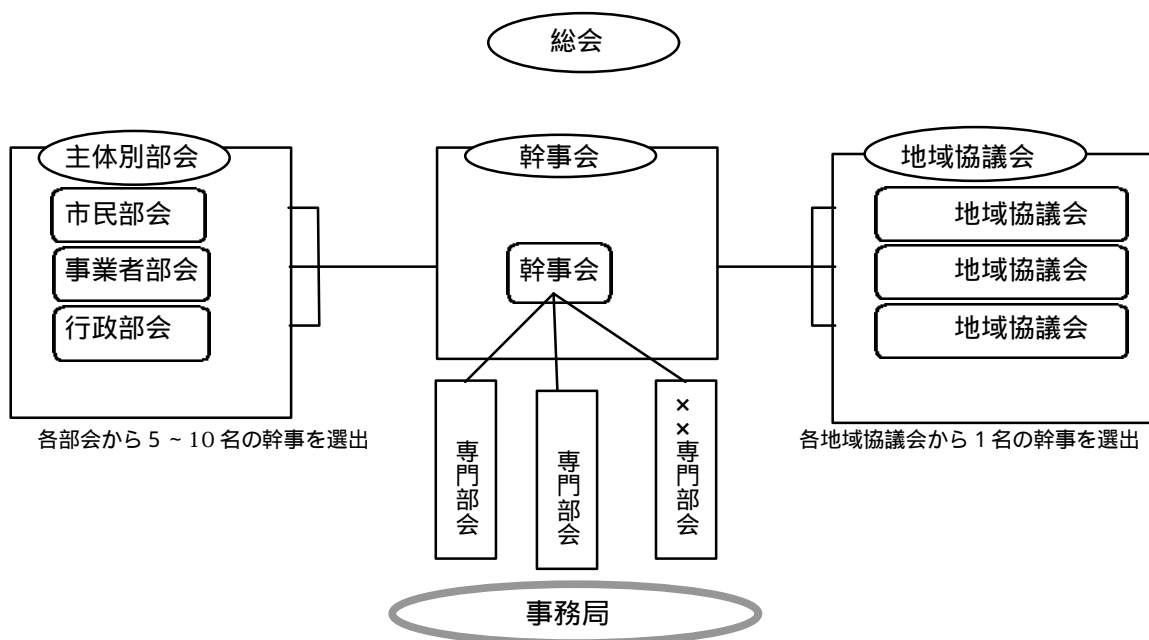 総会
主体別部会
市民部会
事業者部会
行政部会
各部会から５~10名の幹事を選出
幹事会
幹事会
専門部会
専門部会
××専門部会
地域協議会
地域協議会
地域協議会
地域協議会
各地域協議会から１名の幹事を選出
事務局